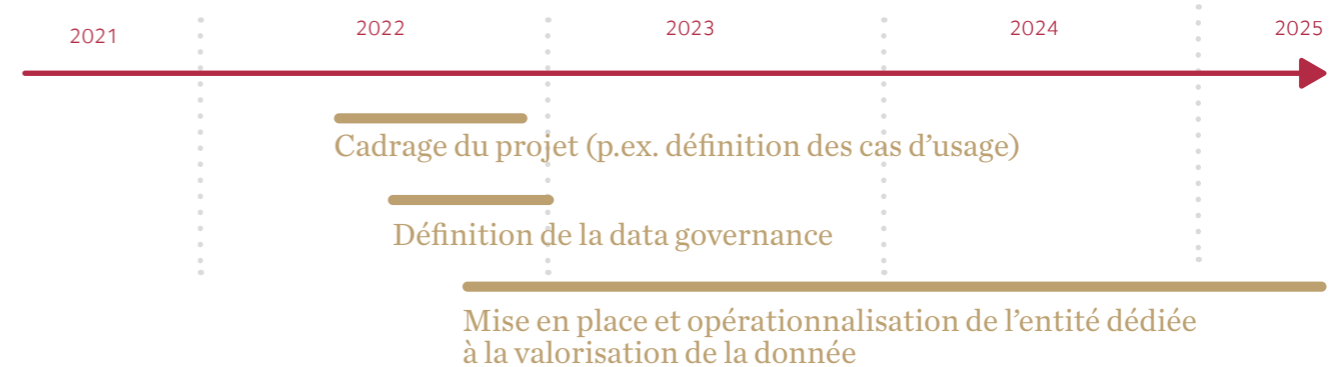 2021 2022 2023 2024 2025
Cadrage du projet (p.ex. définition des cas d’usage)
Définition de la data governance
Mise en place et opérationnalisation de l’entité dédiée
à la valorisation de la donnée